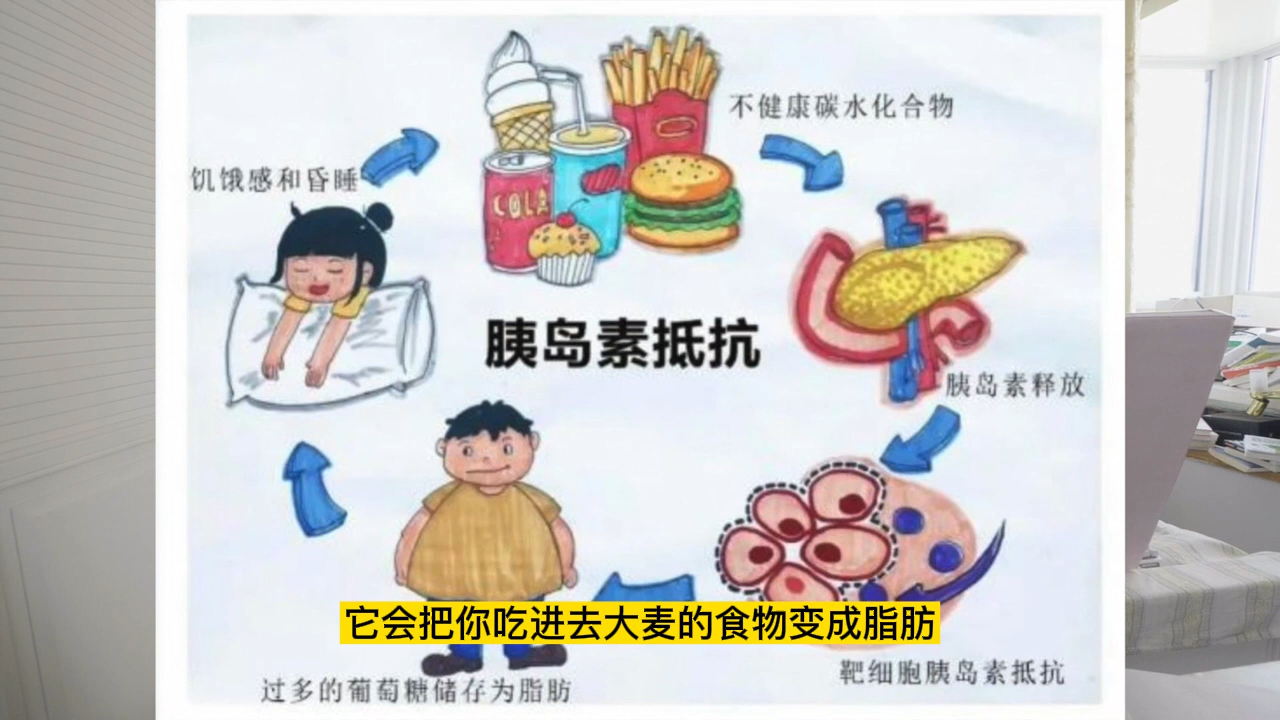 不健康碳水化合物
饥饿感和昏睡
COLA
胰岛素抵抗
胰岛素释放
它会把你吃进去大麦的食物变成脂肪
靶细胞胰岛素抵抗
过多的葡萄糖储存为脂肪